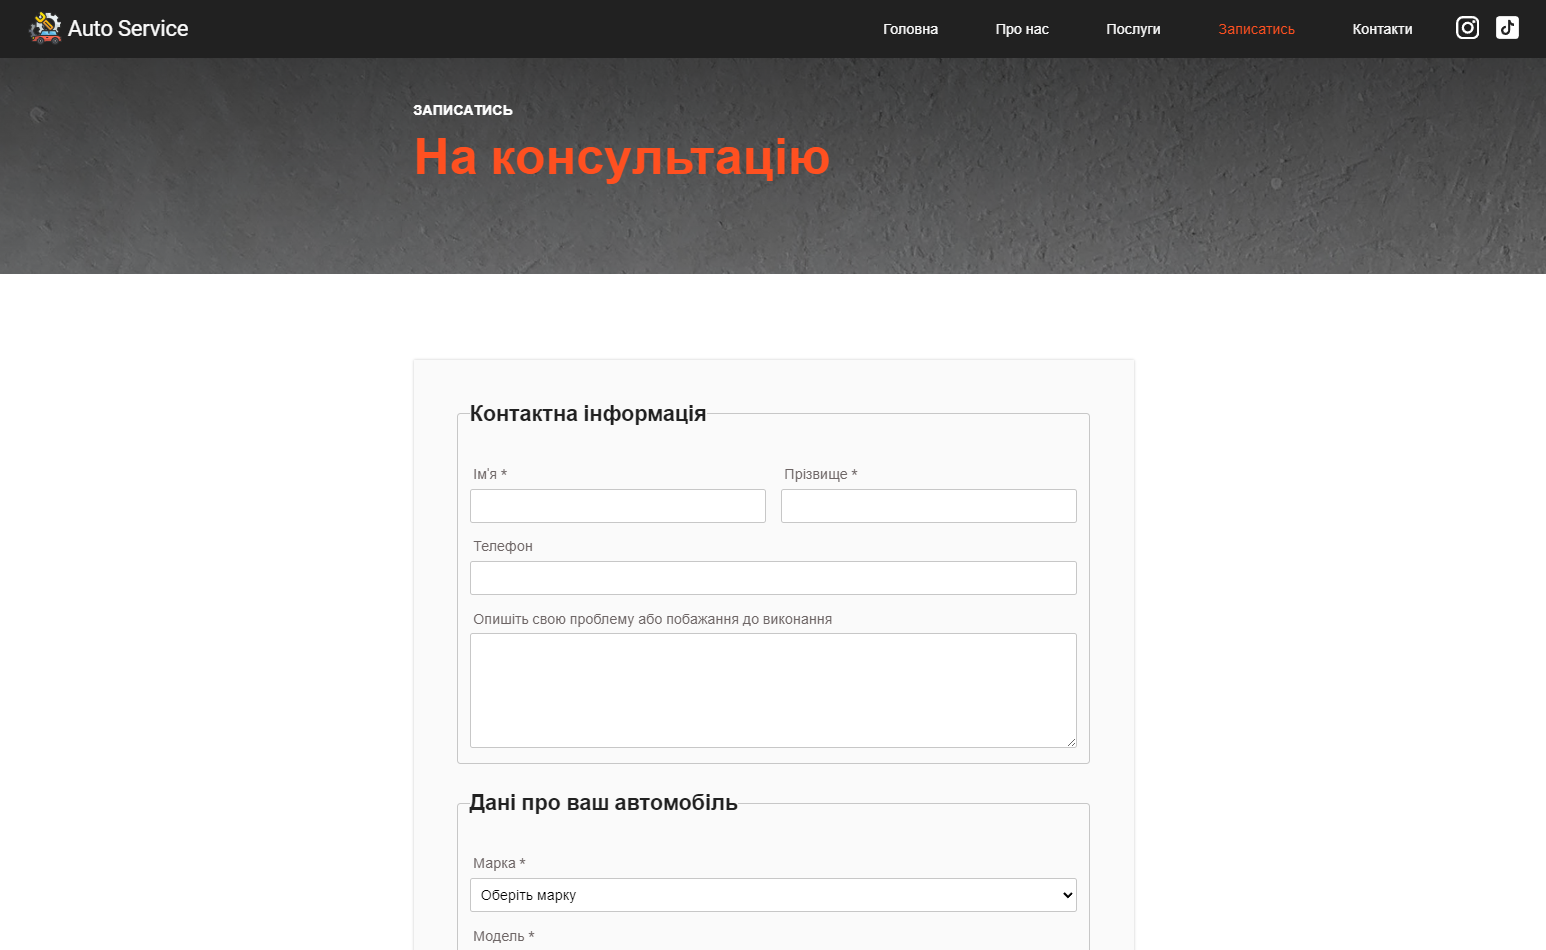 Auto Service
Головна
Про нас
Послуги
Записатись
Контакти
ЗАПИСАТИСЬ
На консультацію
Контактна інформація
Ім'я *
Прізвище *
Телефон
Опишіть свою проблему або побажання до виконання
Дані про ваш автомобіль
Марка *
Оберіть марку
Модель *